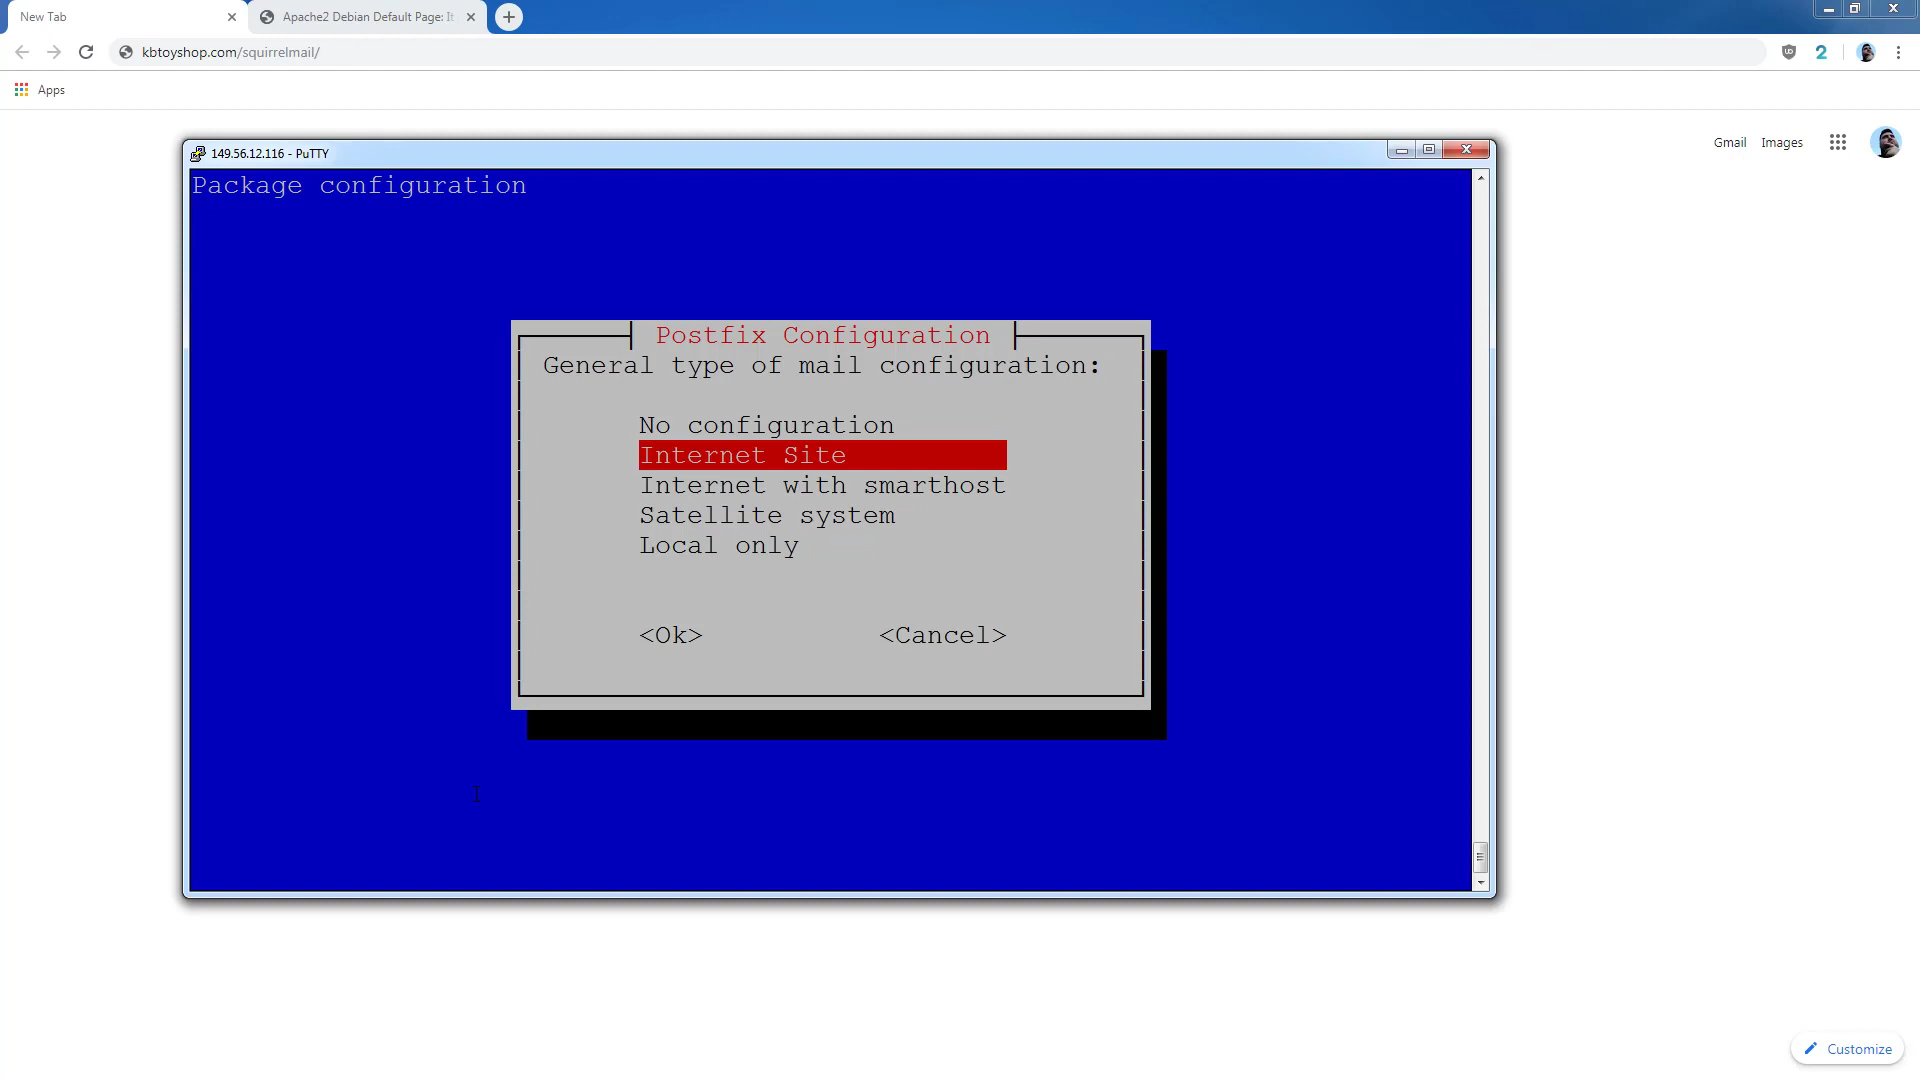 New Tab
Apache2 Debian Default Page: It
kbtoyshop.com/squirrelmail/
2
Apps
Gmail Images
149.56.12.116 - PuTTY
Package configuration
Postfix Configuration
General type of mail configuration:
No configuration
Internet Site
Internet with smarthost
Satellite system
Local only
<Ok> <Cancel>
Customize